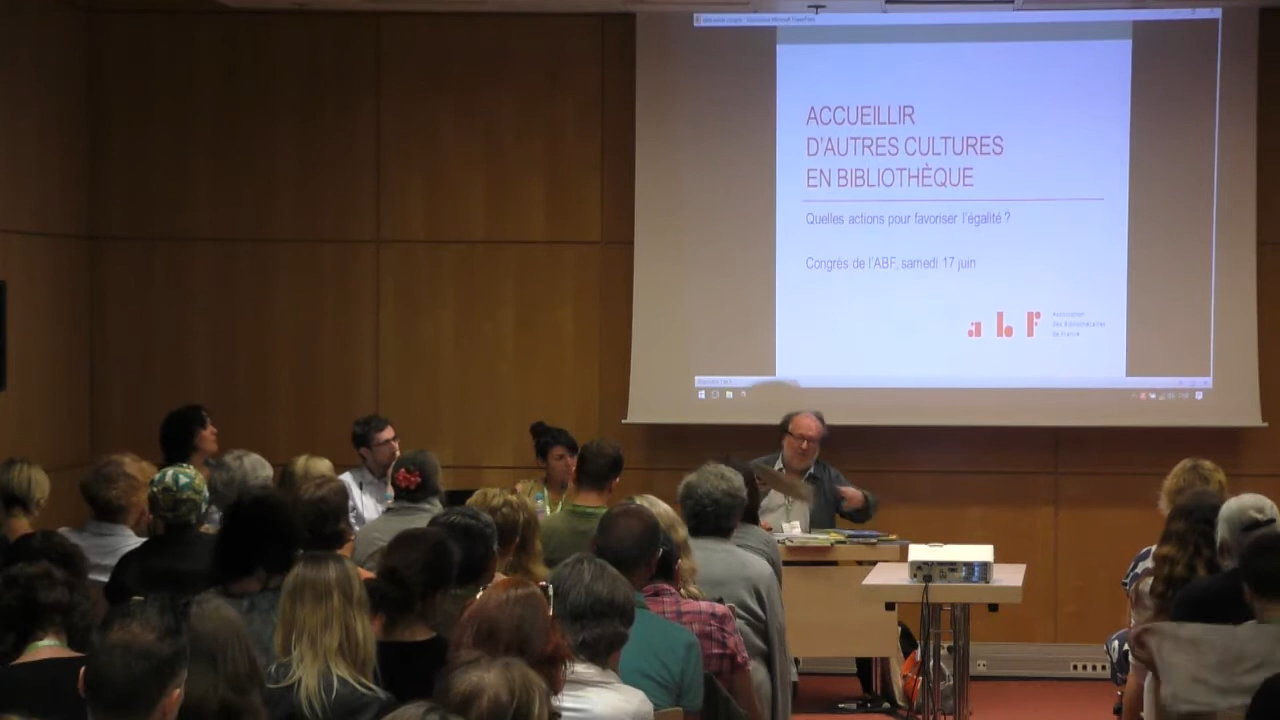 ACCUEILLIR
D'AUTRES CULTURES
EN BIBLIOTHÈQUE
Quelles actions pour favoriser l'égalité ?
Congrès de l'ABF, samedi 17 juin
abf
Association
des Bibliothécaires
de France